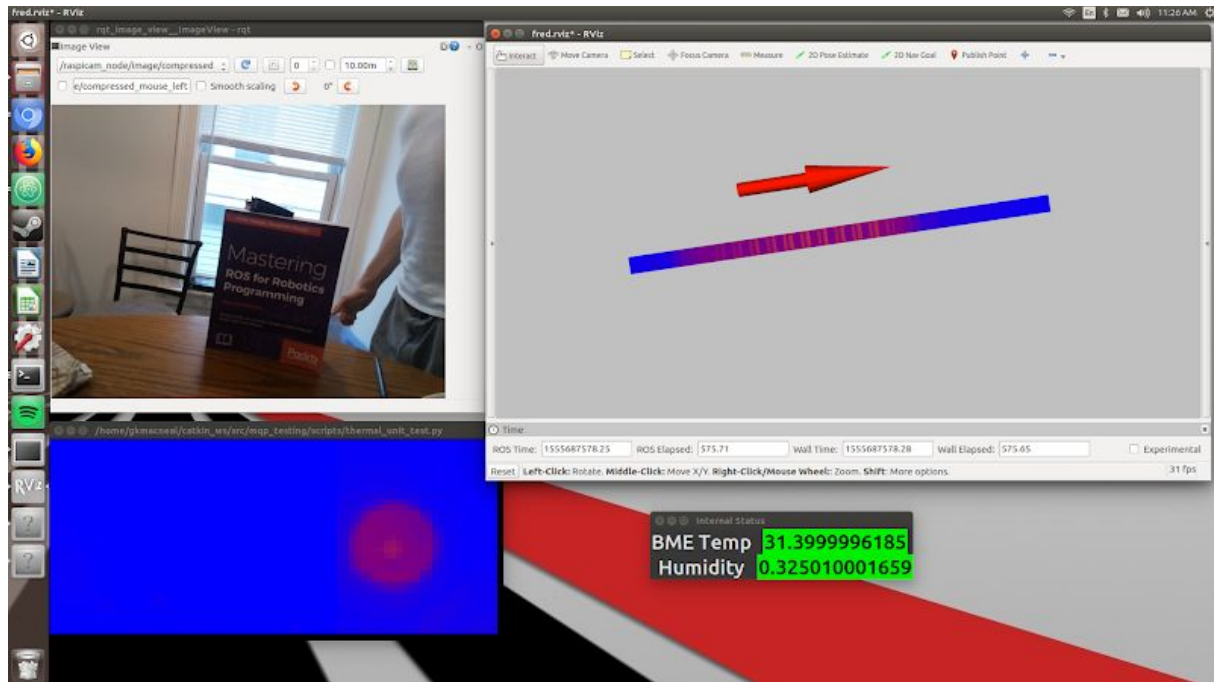 fred.rviz* - RViz
11:26 AM
rqt_image_view__ImageView - rqt
Image View
D
O
/raspicam_node/image/compressed
0
10.00m
e/compressed_mouse_left
Smooth scaling
0°
Mastering
ROS for Robotics
Programming
Packt
fred.rviz* - RViz
Interact
Move Camera
Select
Focus Camera
Measure
2D Pose Estimate
2D Nav Goal
Publish Point
Time
ROS Time: 1555687578.25
ROS Elapsed: 575.71
Wall Time: 1555687578.28
Wall Elapsed: 575.65
Experimental
Reset
Left-Click: Rotate. Middle-Click: Move X/Y. Right-Click/Mouse Wheel: Zoom. Shift: More options.
31 fps
/home/gkmacneal/catkin_ws/src/mqp_testing/scripts/thermal_unit_test.py
Internal Status
BME Temp 31.3999996185
Humidity 0.325010001659
RViz